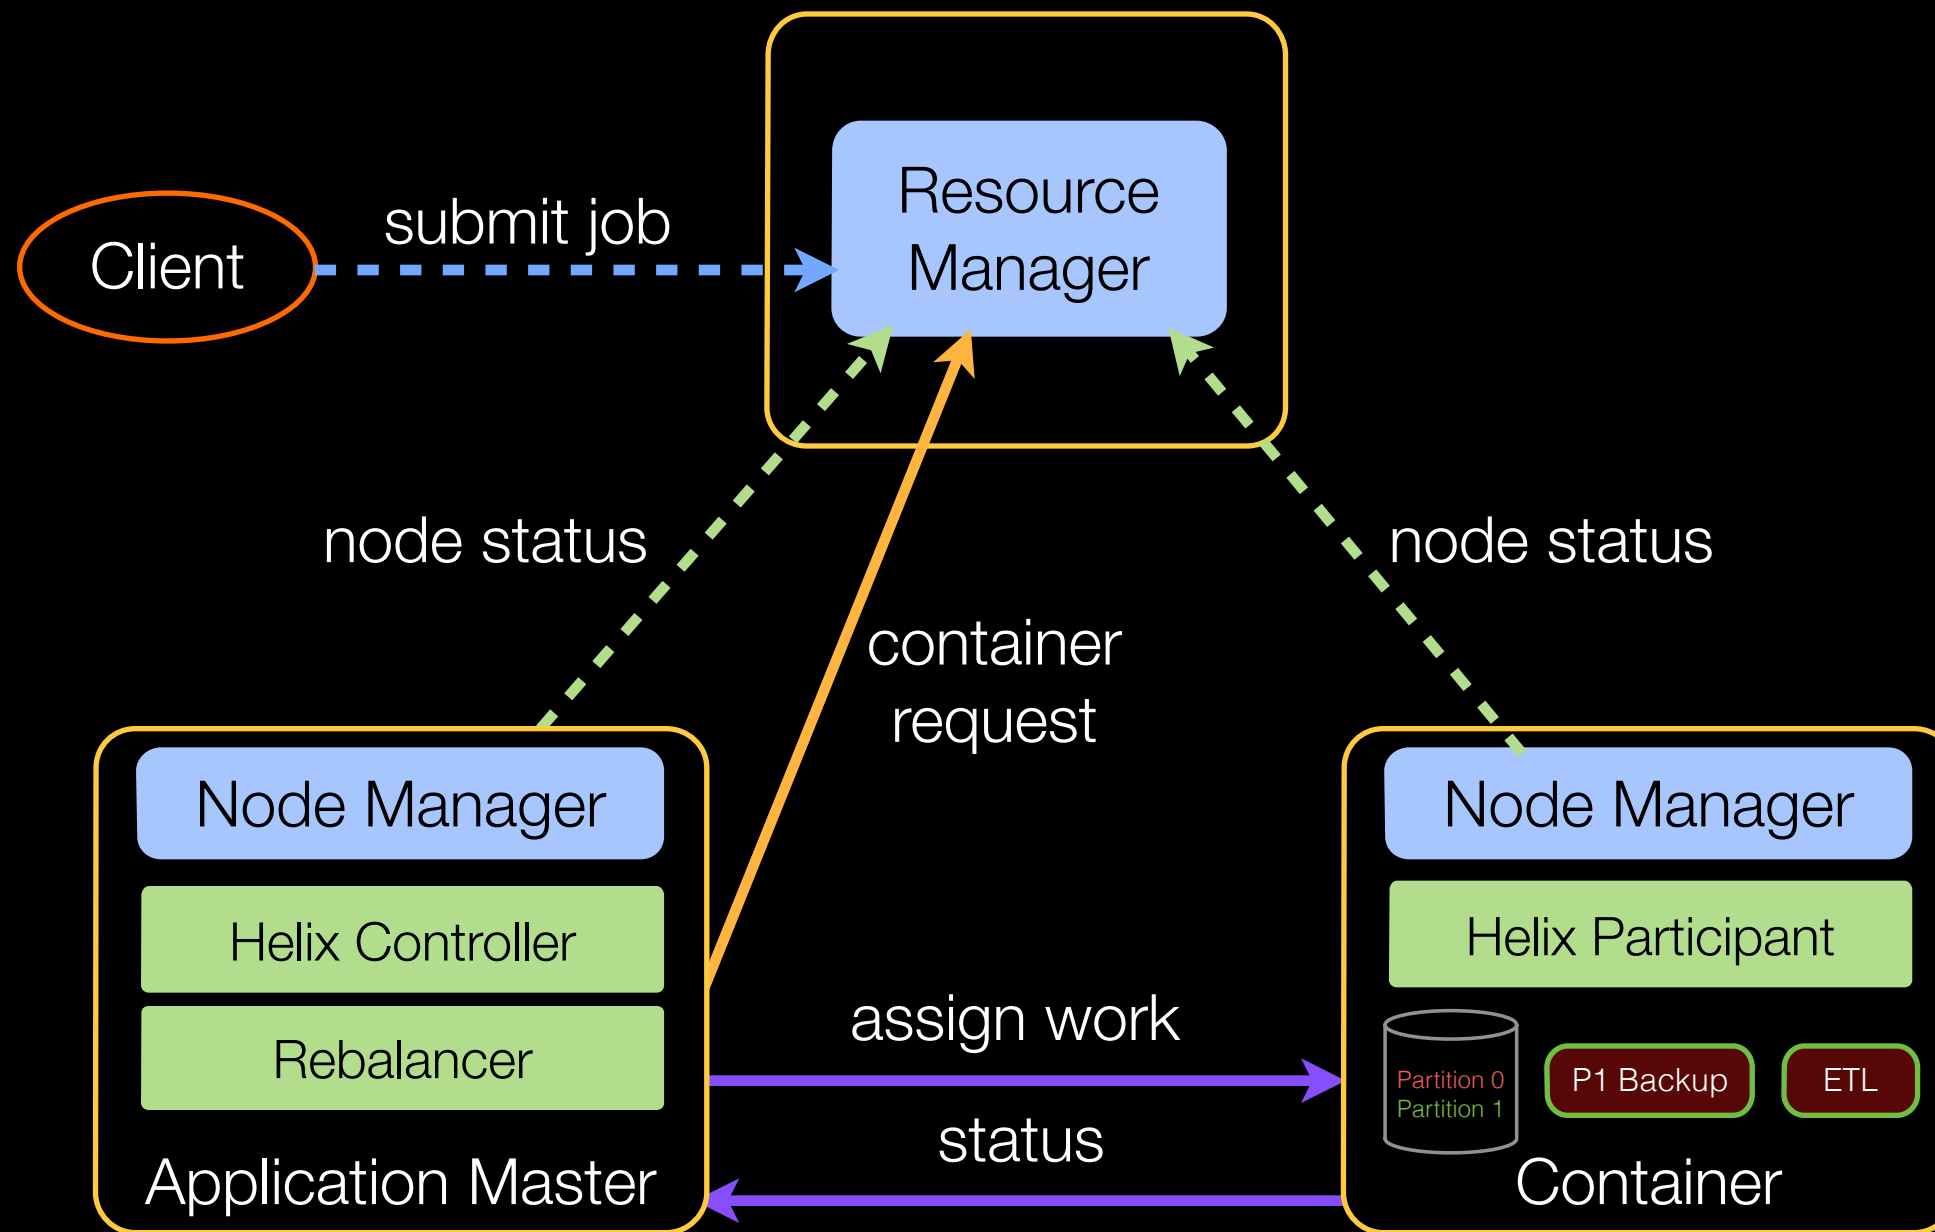 Client
submit job
Resource
Manager
node status
node status
container
request
Node Manager
Helix Controller
Rebalancer
Application Master
assign work
status
Node Manager
Helix Participant
Partition 0
Partition 1
P1 Backup
ETL
Container